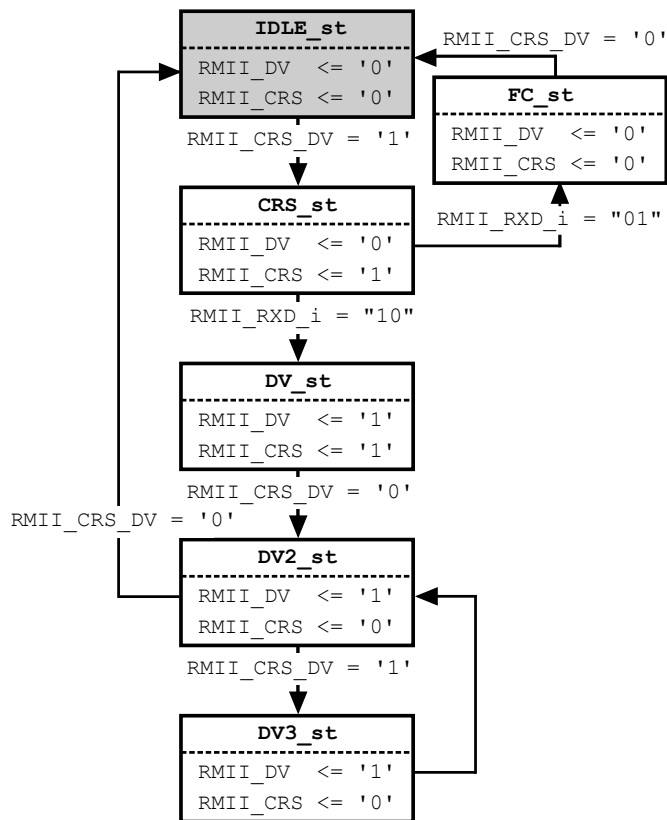 IDLE_st
RMII_DV <= '0'
RMII_CRS <= '0'
RMII_CRS_DV = '0'
FC_st
RMII_DV <= '0'
RMII_CRS <= '0'
RMII_CRS_DV = '1'
CRS_st
RMII_DV <= '0'
RMII_CRS <= '1'
RMII_RXD_i = "01"
RMII_RXD_i = "10"
DV_st
RMII_DV <= '1'
RMII_CRS <= '1'
RMII_CRS_DV = '0'
RMII_CRS_DV = '0'
DV2_st
RMII_DV <= '1'
RMII_CRS <= '0'
RMII_CRS_DV = '1'
DV3_st
RMII_DV <= '1'
RMII_CRS <= '0'